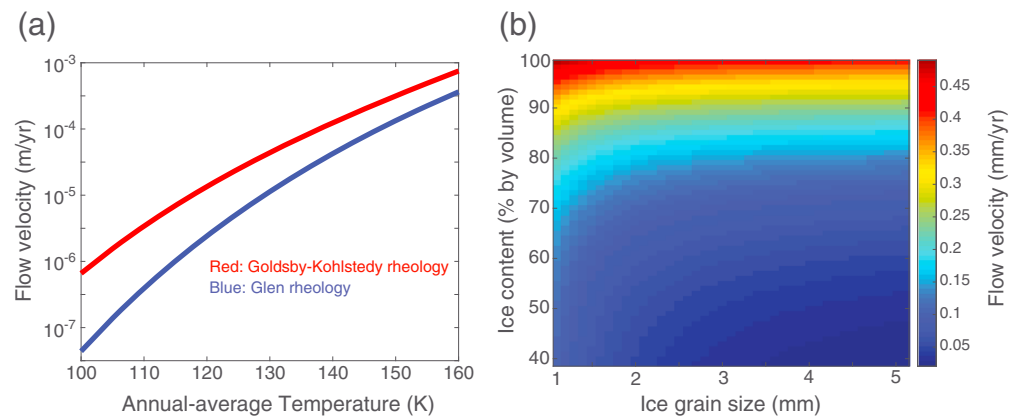 (a)
(b)
10⁻³
10⁻⁴
10⁻⁵
10⁻⁶
10⁻⁷
Flow velocity (m/yr)
Red: Goldsby-Kohlstedy rheology
Blue: Glen rheology
100 110 120 130 140 150 160
Annual-average Temperature (K)
100
90
80
70
60
50
40
Ice content (% by volume)
1 2 3 4 5
Ice grain size (mm)
0.45
0.40
0.35
0.30
0.25
0.20
0.15
0.1
0.05
Flow velocity (mm/yr)